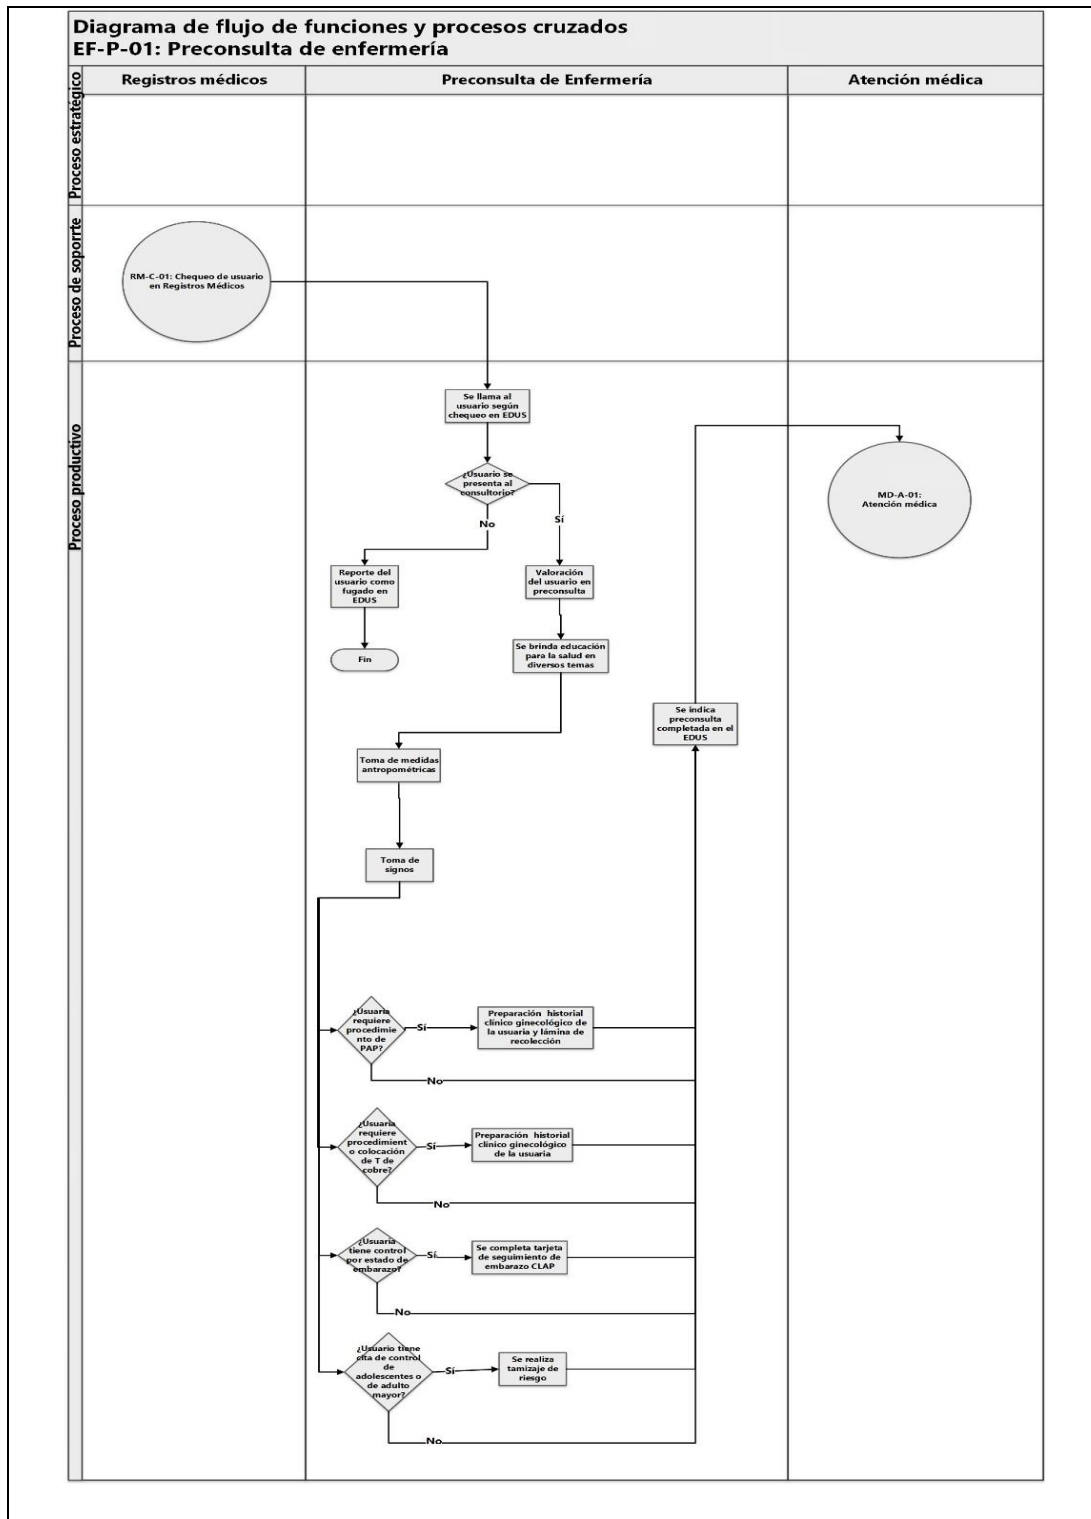 Diagrama de flujo de funciones y procesos cruzados
EF-P-01: Preconsulta de enfermería
Registros médicos
Preconsulta de Enfermería
Atención médica
Proceso estratégico
Proceso de soporrte
RM-C-01: Chequeo de usuario
en Registros Médicos
Proceso productivo
Se llama al
usuario según
chequeo en EDUS
¿Usuario se
presenta al
consultorio?
No
Sí
MD-A-01:
Atención médica
Reporte del
usuario como
fugado en
EDUS
Valoración
del usuario en
preconsulta
Fin
Se brinda educación
para la salud en
diversos temas
Se indica
preconsulta
completada en el
EDUS
Toma de medidas
antropométricas
Toma de
signos
¿Usuaria
requiere
procedimie
nto de
PAP?
Sí
Preparación historial
clínico ginecológico de
la usuaria y lámina de
recolección
No
¿Usuaria
requiere
procedimient
o colocación
de T de
cobre?
Sí
Preparación historial
clínico ginecológico
de la usuaria
No
¿Usuaria
tiene control
por estado de
embarazo?
Sí
Se completa tarjeta
de seguimiento de
embarazo CLAP
No
¿Usuario tiene
cita de control
de
adolescentes o
de adulto
mayor?
Sí
Se realiza
tamizaje de
riesgo
No